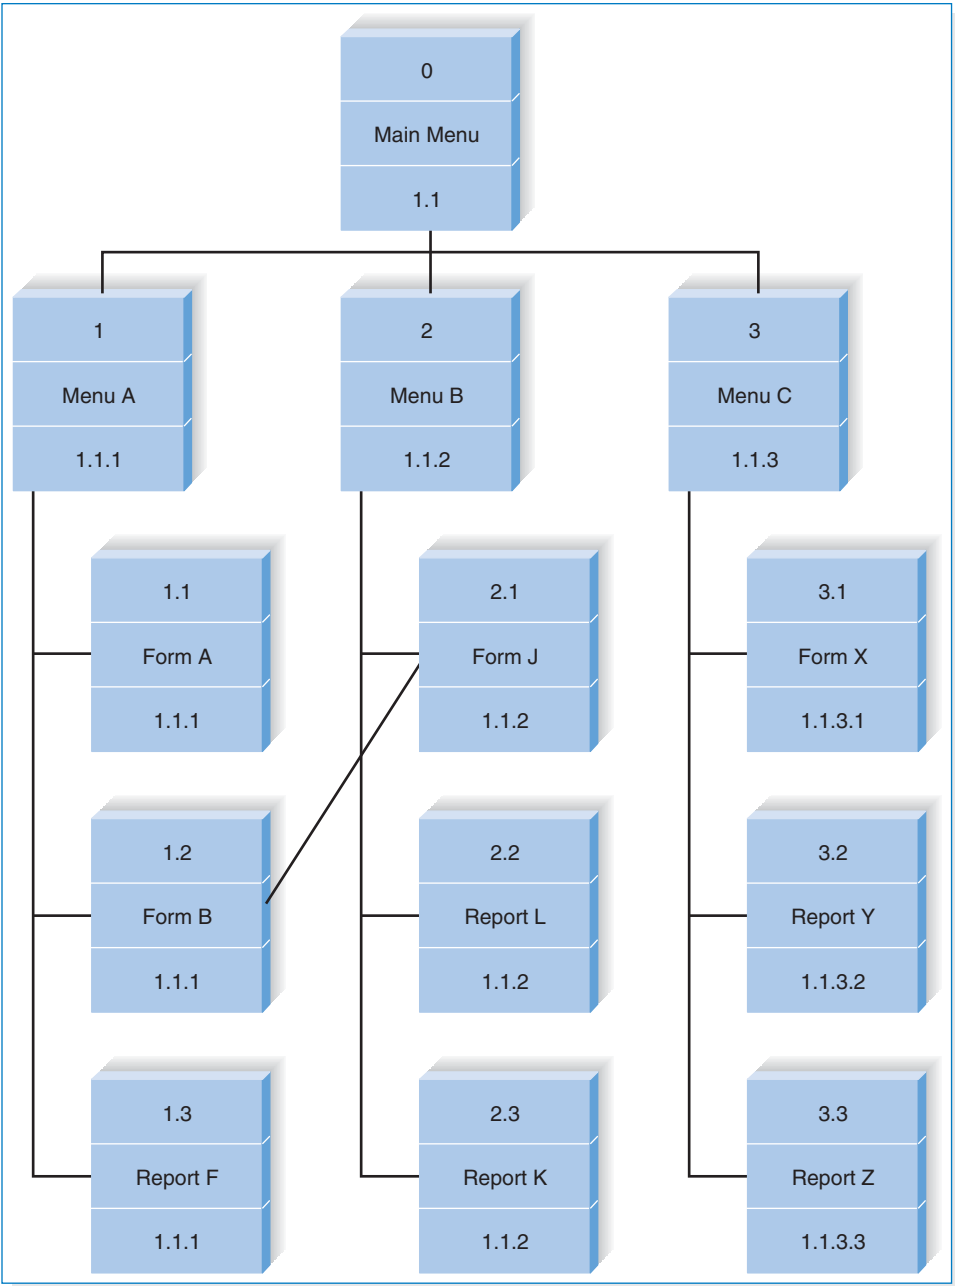 0
Main Menu
1.1
1
Menu A
1.1.1
2
Menu B
1.1.2
3
Menu C
1.1.3
1.1
Form A
1.1.1
2.1
Form J
1.1.2
3.1
Form X
1.1.3.1
1.2
Form B
1.1.1
2.2
Report L
1.1.2
3.2
Report Y
1.1.3.2
1.3
Report F
1.1.1
2.3
Report K
1.1.2
3.3
Report Z
1.1.3.3